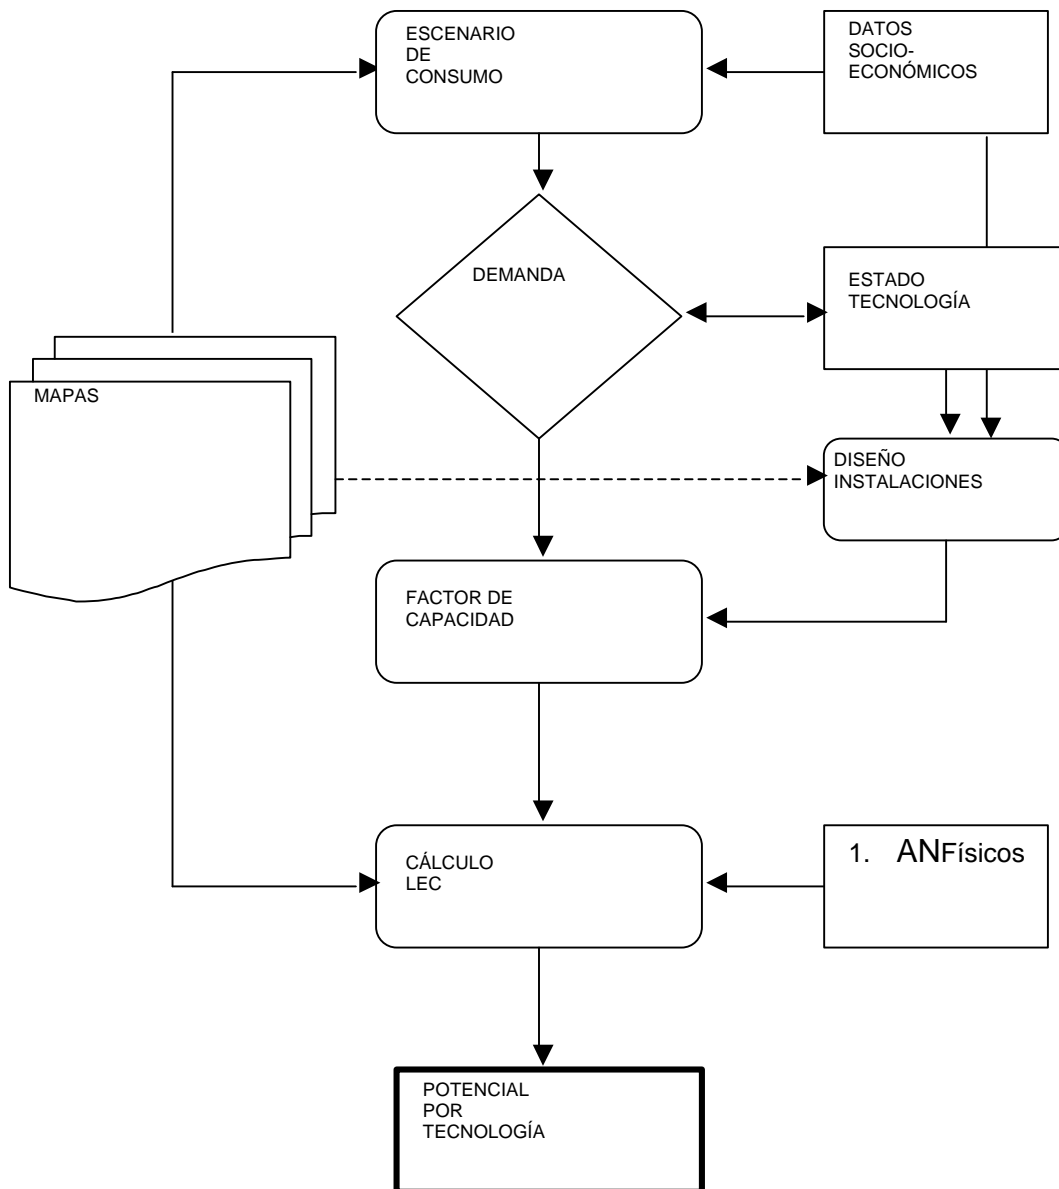 ESCENARIO
DE
CONSUMO
DATOS
SOCIO-
ECONÓMICOS
DEMANDA
ESTADO
TECNOLOGÍA
MAPAS
DISEÑO
INSTALACIONES
FACTOR DE
CAPACIDAD
CÁLCULO
LEC
1. ANFísicos
POTENCIAL
POR
TECNOLOGÍA